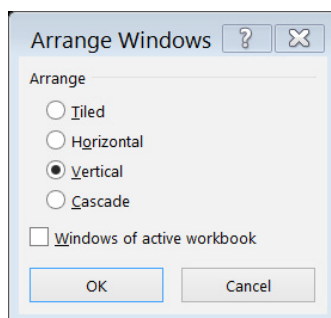 Arrange Windows ?
Arrange
Tiled
Horizontal
Vertical
Cascade
Windows of active workbook
OK Cancel